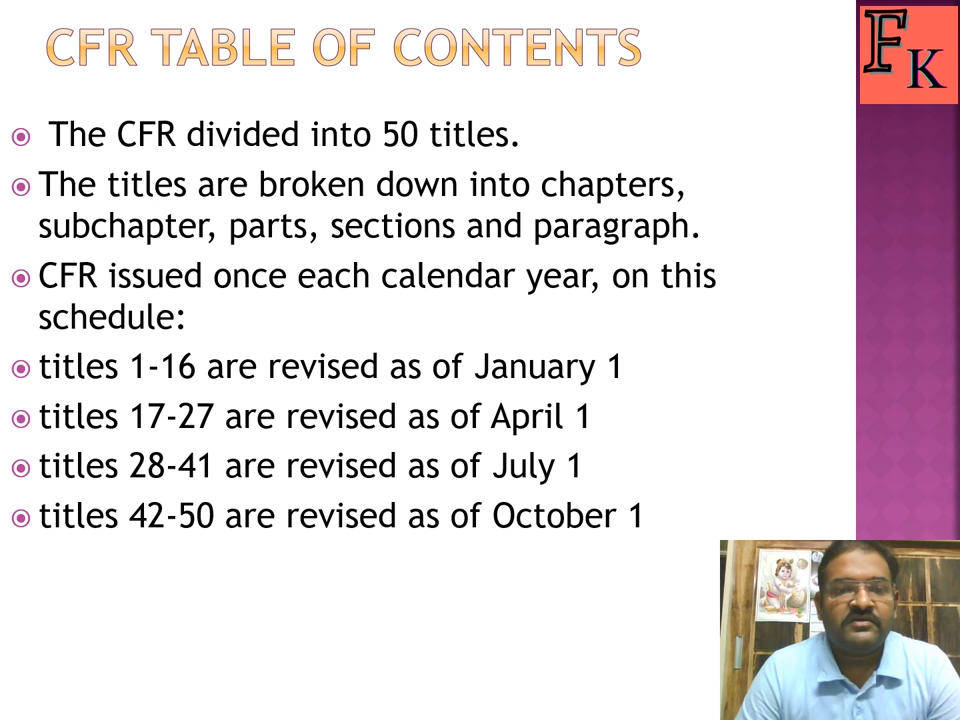 CFR TABLE OF CONTENTS
FK
The CFR divided into 50 titles.
The titles are broken down into chapters,
subchapter, parts, sections and paragraph.
CFR issued once each calendar year, on this
schedule:
titles 1-16 are revised as of January 1
titles 17-27 are revised as of April 1
titles 28-41 are revised as of July 1
titles 42-50 are revised as of October 1